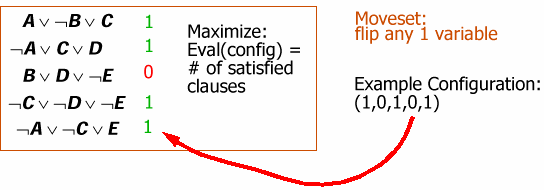 A ∨ ¬B ∨ C 1
¬A ∨ C ∨ D 1
B ∨ D ∨ ¬E 0
¬C ∨ ¬D ∨ ¬E 1
¬A ∨ ¬C ∨ E 1
Maximize:
Eval(config) =
# of satisfied
clauses
Moveset:
flip any 1 variable
Example Configuration:
(1,0,1,0,1)